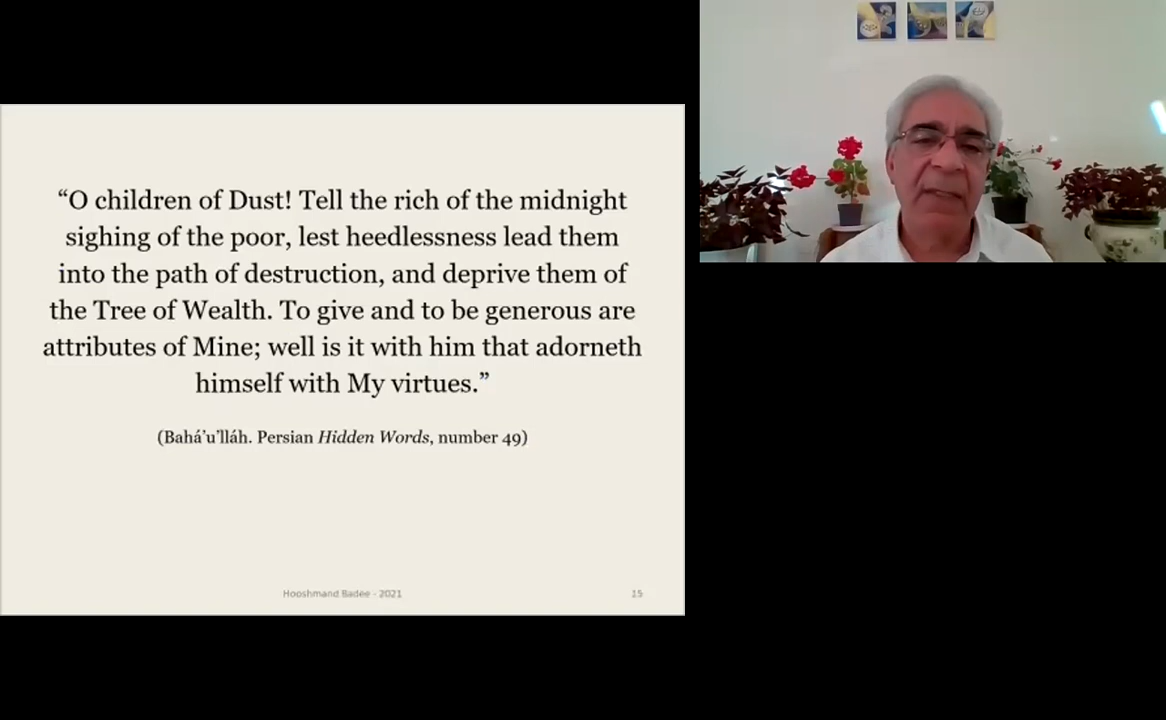 “O children of Dust! Tell the rich of the midnight
sighing of the poor, lest heedlessness lead them
into the path of destruction, and deprive them of
the Tree of Wealth. To give and to be generous are
attributes of Mine; well is it with him that adorneth
himself with My virtues.”
(Bahá’u’lláh. Persian Hidden Words, number 49)
Hooshmand Badee - 2021
15